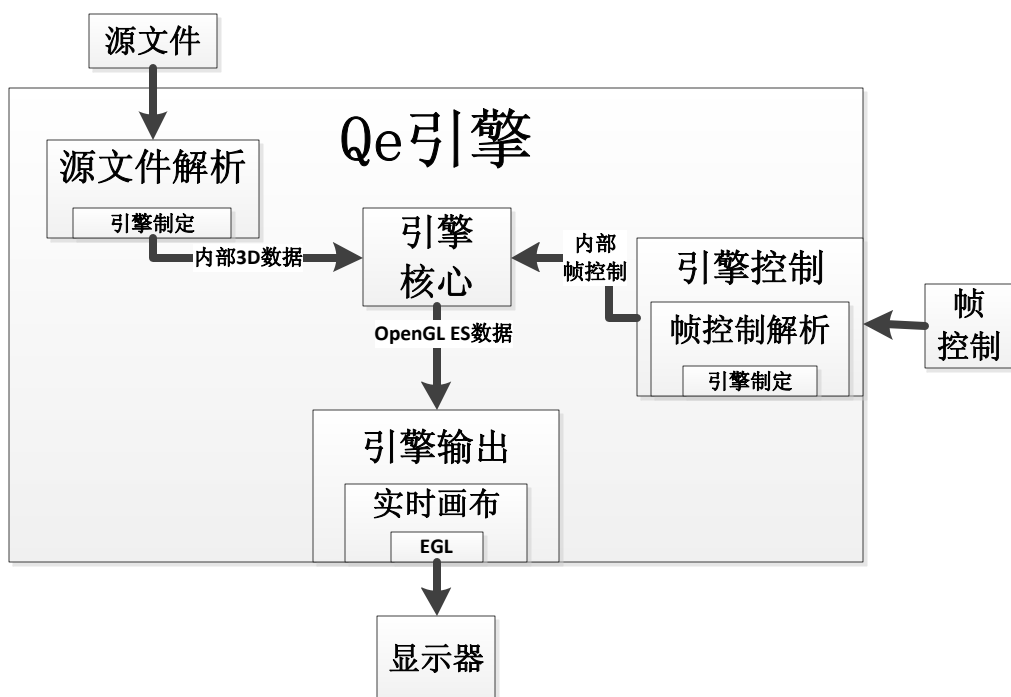 源文件
Qe引擎
源文件解析
引擎制定
内部3D数据
引擎
核心
内部
帧控制
引擎控制
帧控制解析
引擎制定
帧
控制
OpenGL ES数据
引擎输出
实时画布
EGL
显示器